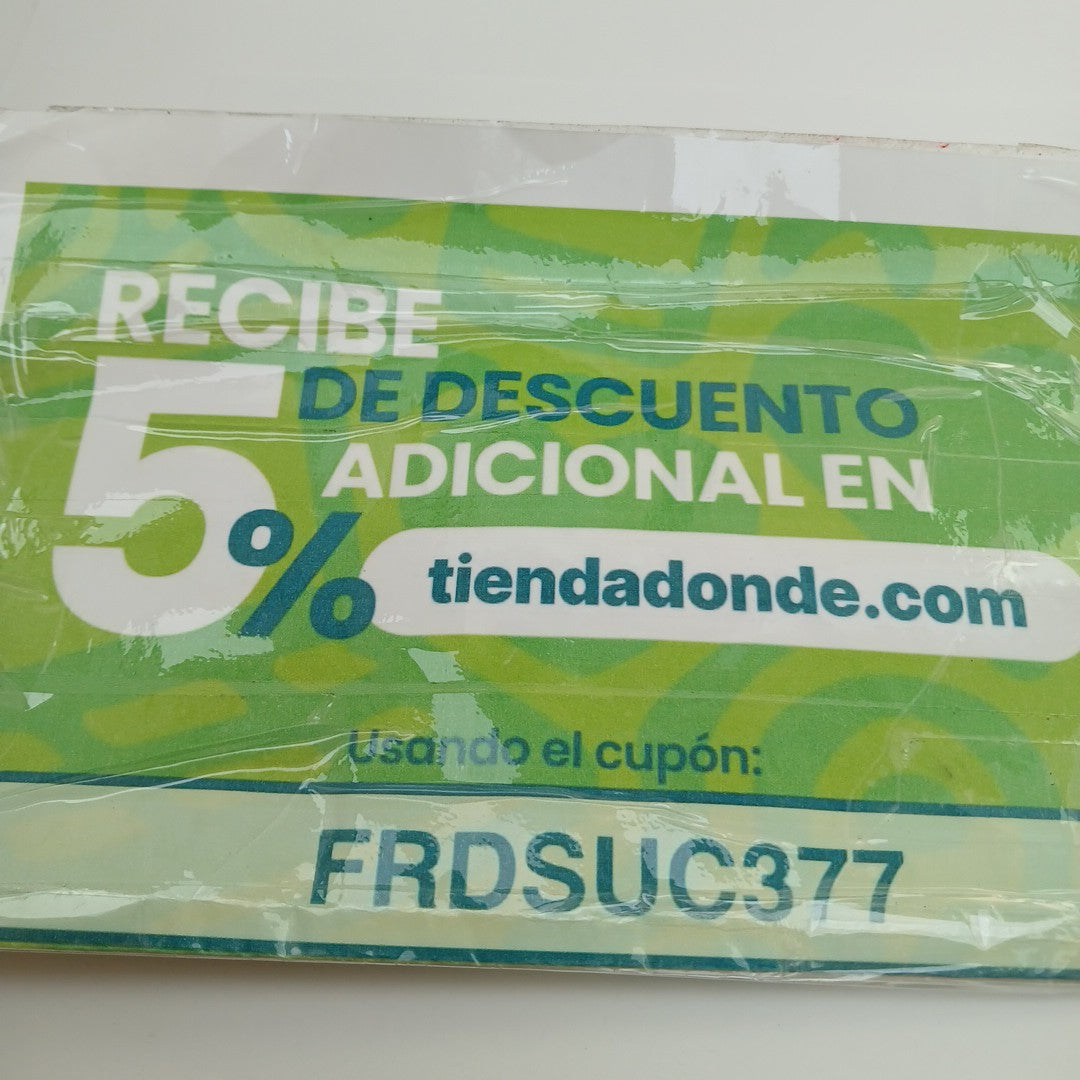 RECIBE
5% DE DESCUENTO
ADICIONAL EN
tiendadonde.com
Usando el cupón:
FRDSUC377